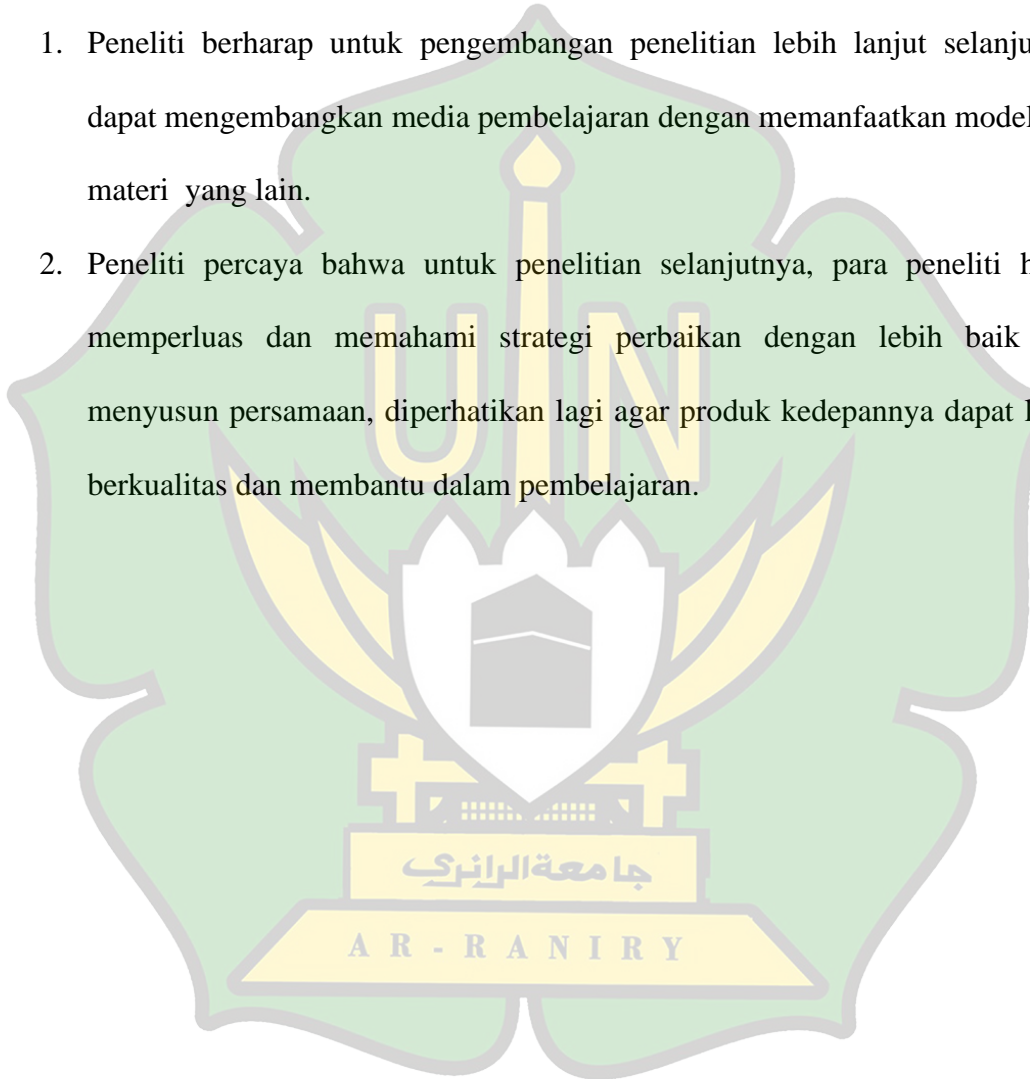 1. Peneliti berharap untuk pengembangan penelitian lebih lanjut selanju
dapat mengembangkan media pembelajaran dengan memanfaatkan model
materi yang lain.
2. Peneliti percaya bahwa untuk penelitian selanjutnya, para peneliti h
memperluas dan memahami strategi perbaikan dengan lebih baik
menyusun persamaan, diperhatikan lagi agar produk kedepannya dapat l
berkualitas dan membantu dalam pembelajaran.
UIN
جامعة الرانري
AR-RANIRY